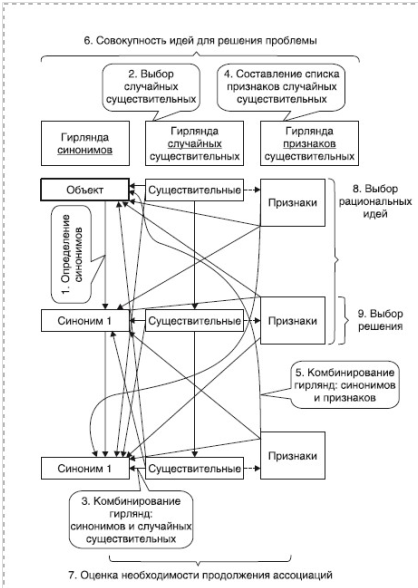 6. Совокупность идей для решения проблемы
2. Выбор
случайных
существительных
4. Составление списка
признаков случайных
существительных
Гирлянда
синонимов
Гирлянда
случайных
существительных
Гирлянда
признаков
существительных
Объект
Существительные
Признаки
8. Выбор
рациональных
идей
1. Определение
синонимов
Синоним 1
Существительные
Признаки
9. Выбор
решения
5. Комбинирование
гирлянд: синонимов
и признаков
Синоним 1
Существительные
Признаки
3. Комбинирование
гирлянд:
синонимов и случайных
существительных
7. Оценка необходимости продолжения ассоциаций